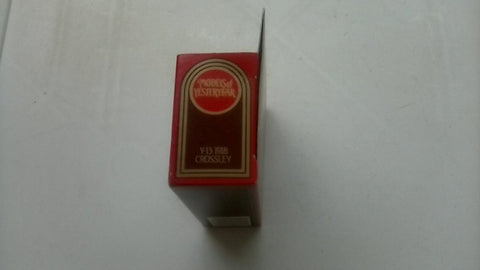 MODELS of
YESTERYEAR
Y-13 1918
CROSSLEY